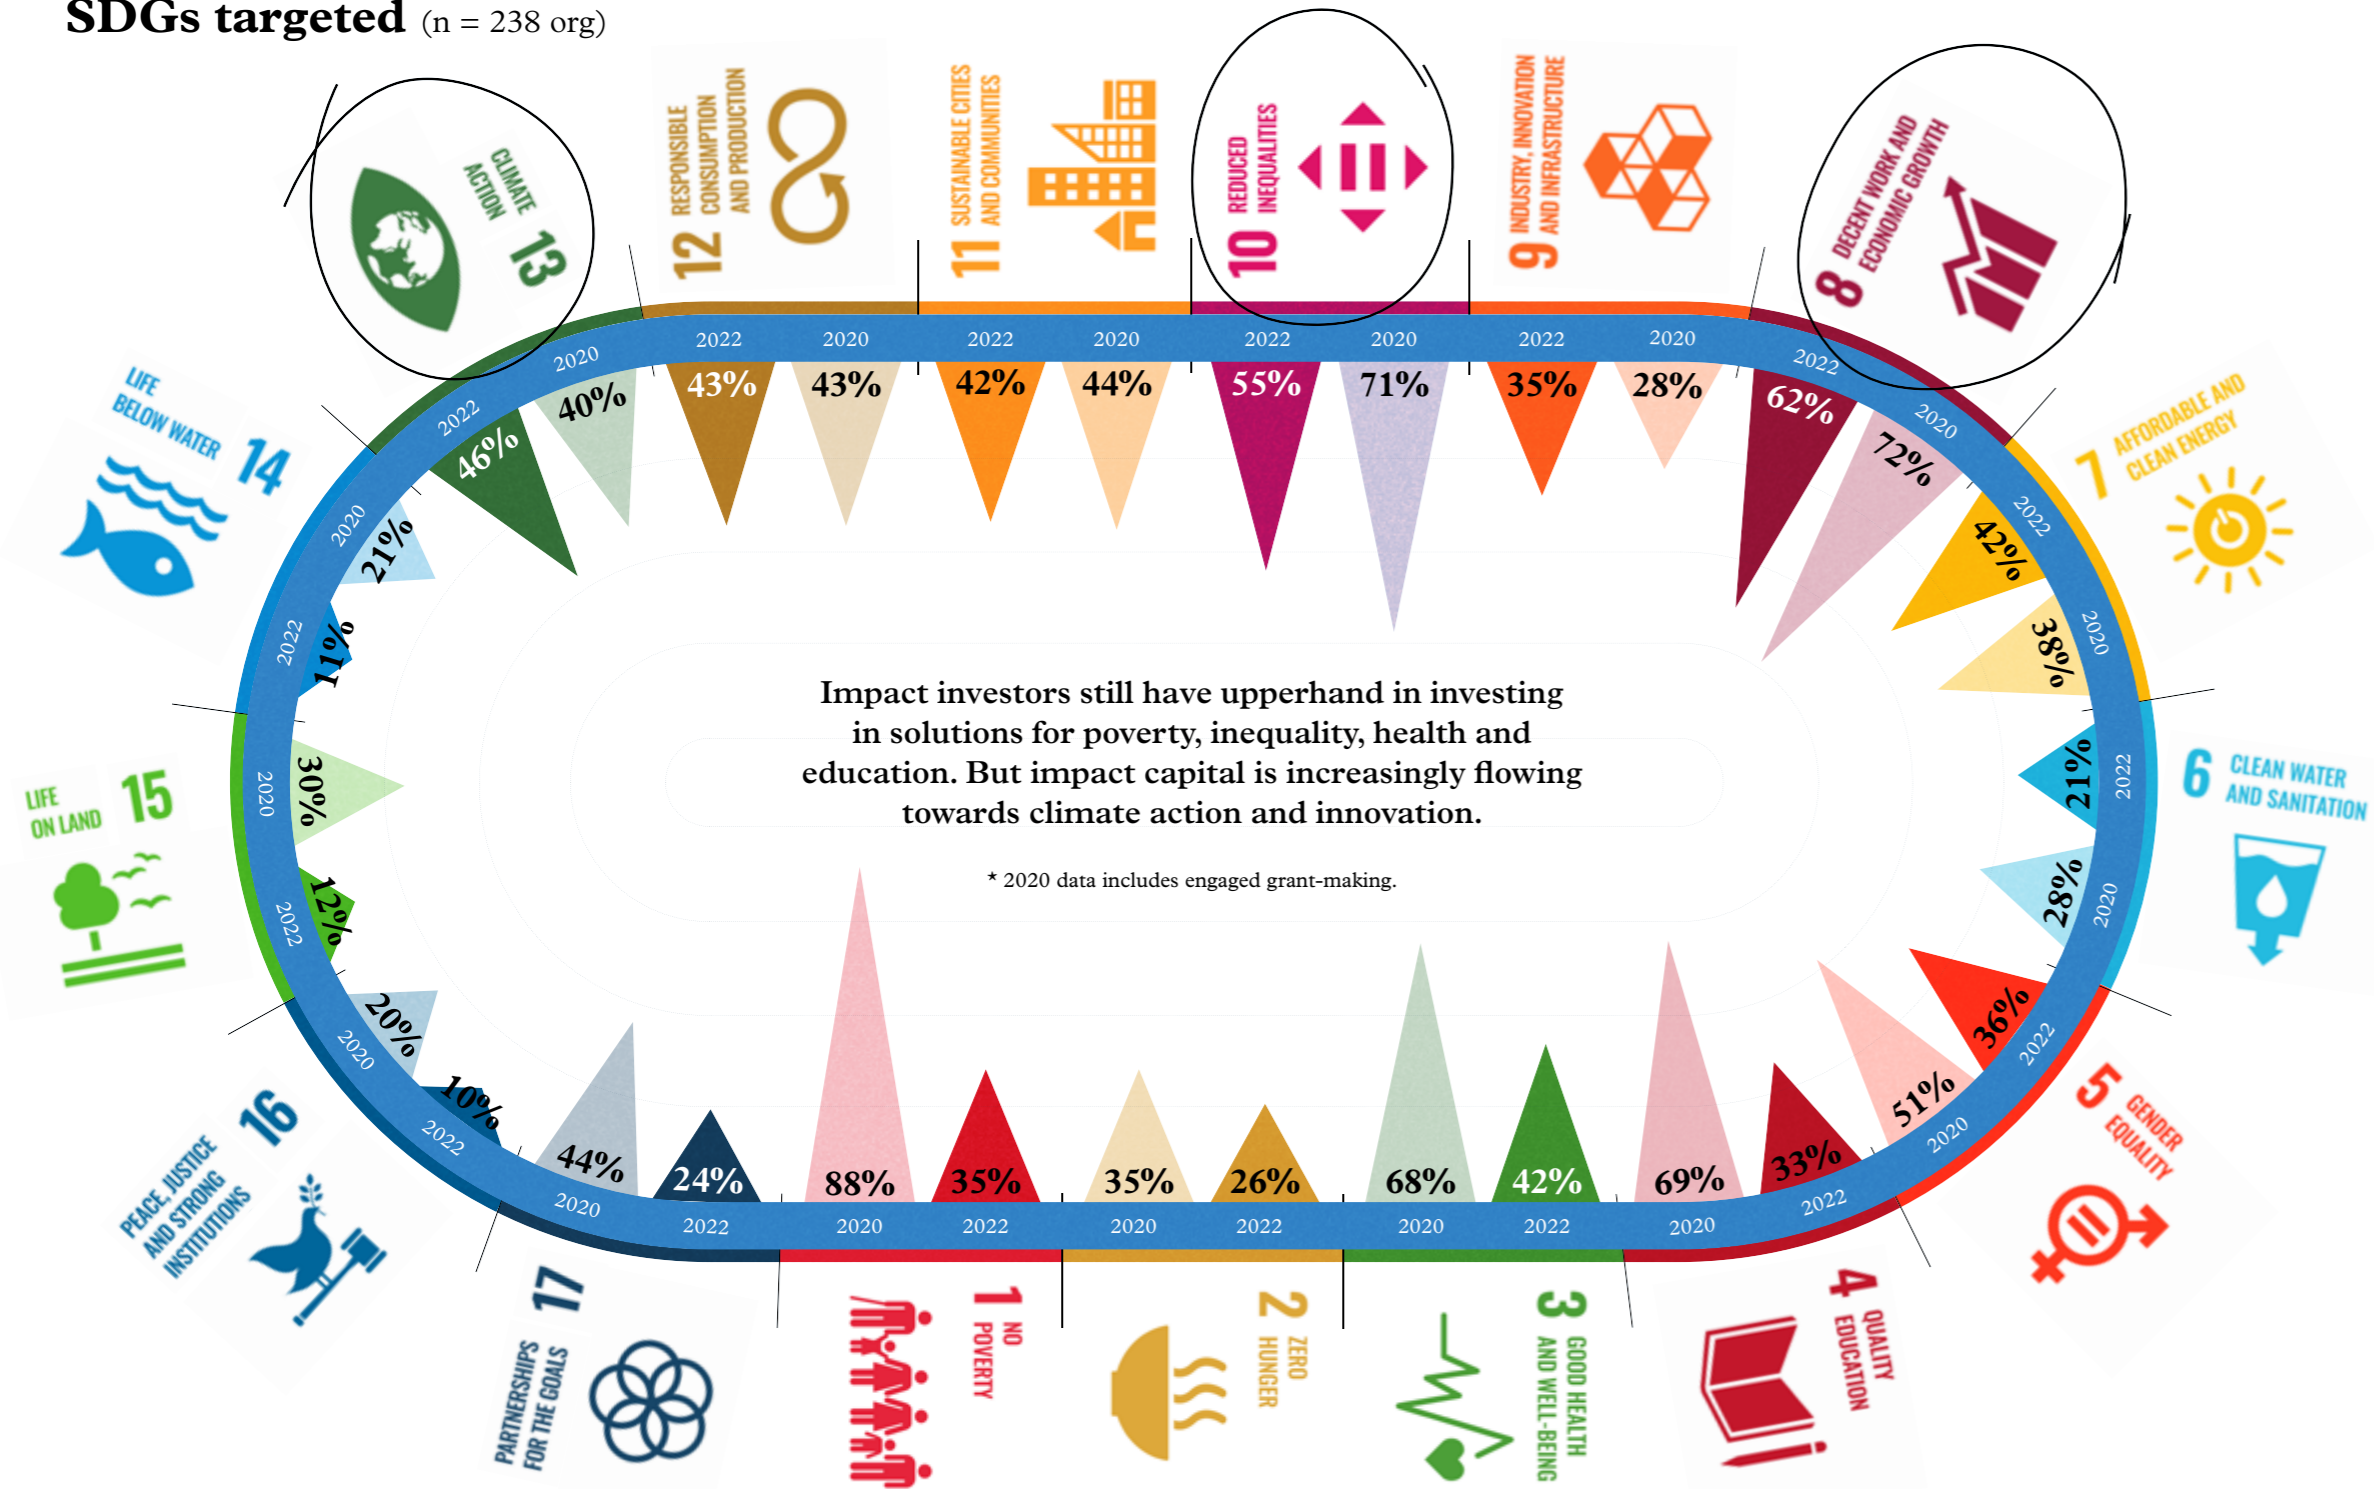 SDGs targeted (n = 238 org)
13
CLIMATE
ACTION
2022
46%
2020
40%
12
RESPONSIBLE
CONSUMPTION
AND PRODUCTION
2022
43%
2020
43%
11
SUSTAINABLE CITIES
AND COMMUNITIES
2022
42%
2020
44%
10
REDUCED
INEQUALITIES
2022
55%
2020
71%
9
INDUSTRY, INNOVATION
AND INFRASTRUCTURE
2022
35%
2020
28%
8
DECENT WORK AND
ECONOMIC GROWTH
2022
62%
2020
72%
7
AFFORDABLE AND
CLEAN ENERGY
2022
42%
2020
38%
6
CLEAN WATER
AND SANITATION
2022
21%
2020
28%
5
GENDER
EQUALITY
2022
36%
2020
51%
4
QUALITY
EDUCATION
2022
33%
2020
69%
3
GOOD HEALTH
AND WELL-BEING
2022
42%
2020
68%
2
ZERO
HUNGER
2022
26%
2020
35%
1
NO
POVERTY
2022
35%
2020
88%
17
PARTNERSHIPS
FOR THE GOALS
2022
24%
2020
44%
16
PEACE, JUSTICE
AND STRONG
INSTITUTIONS
2022
10%
2020
20%
15
LIFE
ON LAND
2022
12%
2020
30%
14
LIFE
BELOW WATER
2022
11%
2020
21%
Impact investors still have upperhand in investing
in solutions for poverty, inequality, health and
education. But impact capital is increasingly flowing
towards climate action and innovation.
* 2020 data includes engaged grant-making.